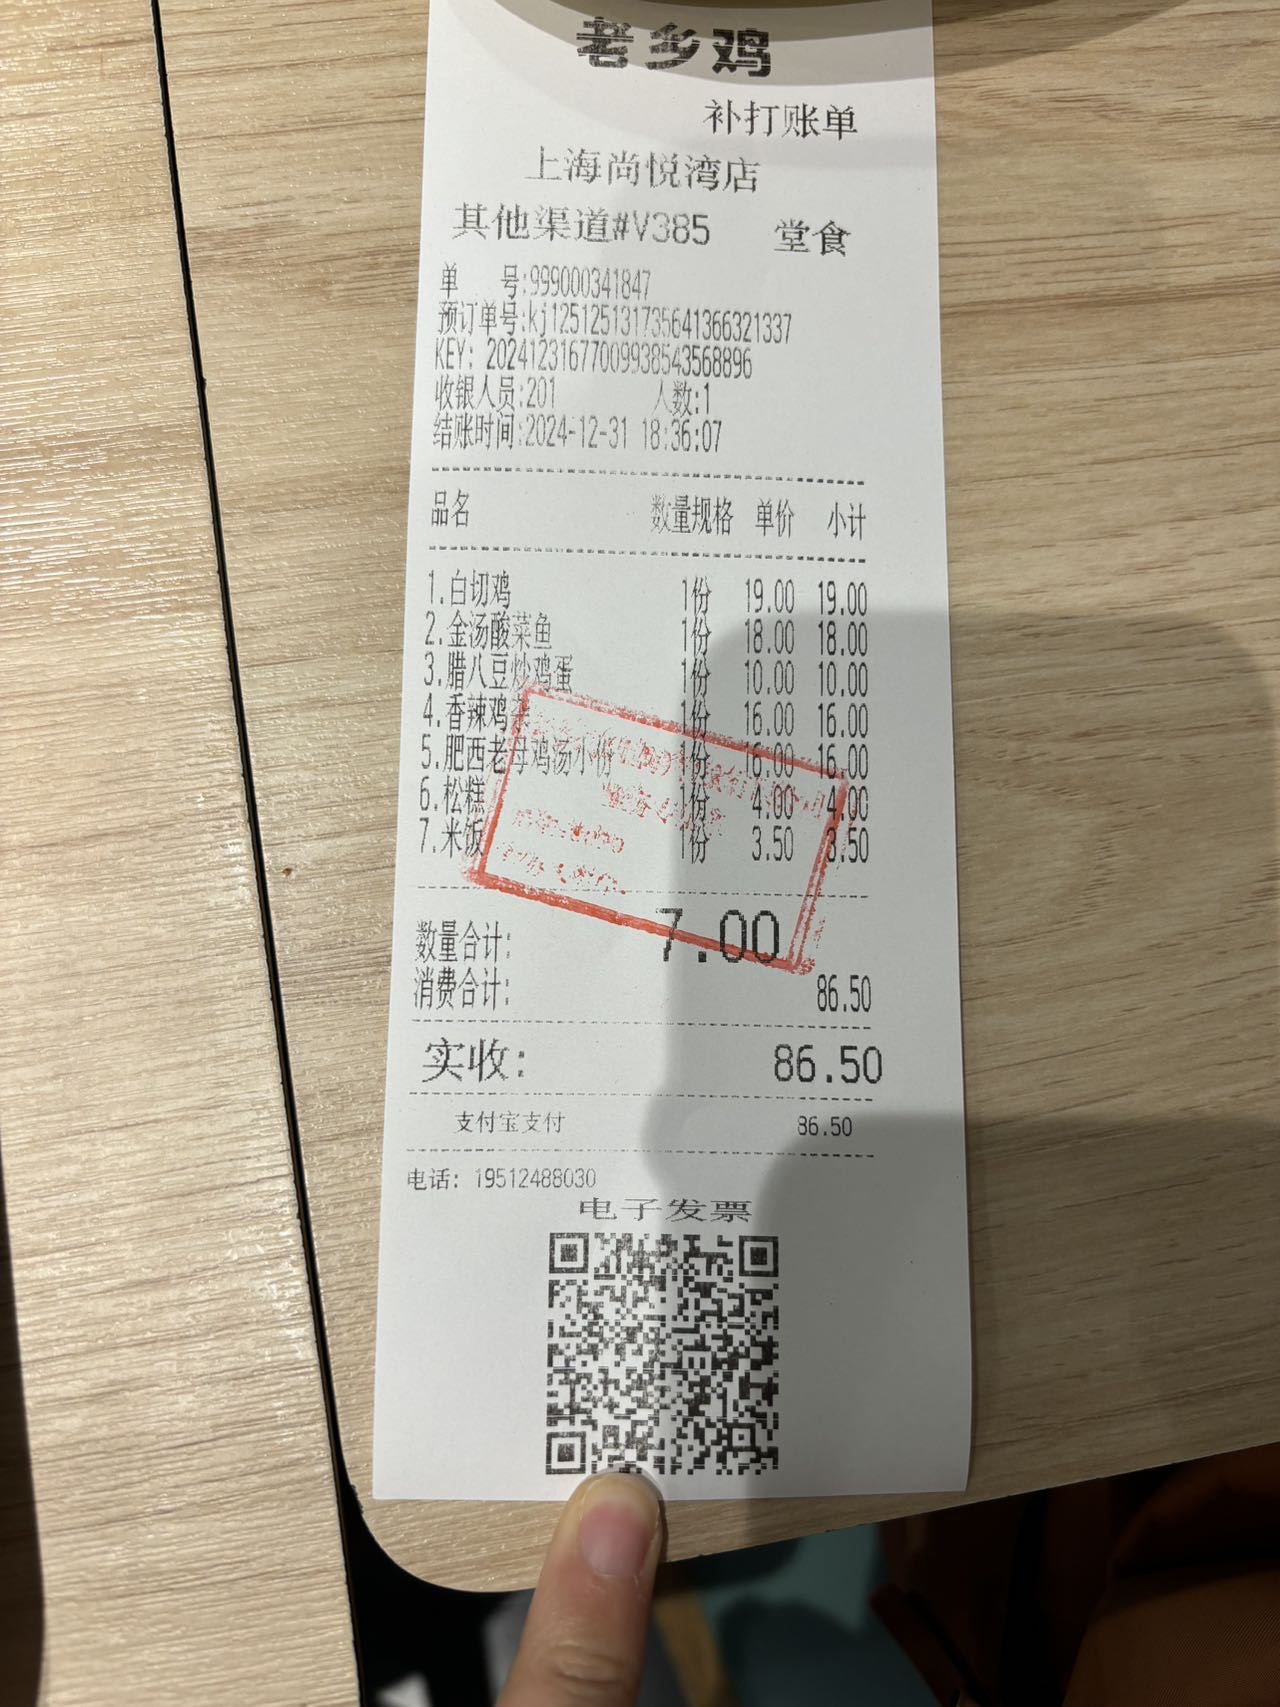 老乡鸡
补打账单
上海尚悦湾店
其他渠道#V385 堂食
单 号:999000341847
预订单号:kj1251251317356413663​21337
KEY: 2024123167700993854356​8896
收银人员:201 人数:1
结账时间:2024-12-31 18:36:07
品名 数量规格 单价 小计
1.白切鸡 1份 19.00 19.00
2.金汤酸菜鱼 1份 18.00 18.00
3.腊八豆炒鸡蛋 1份 10.00 10.00
4.香辣鸡杂 1份 16.00 16.00
5.肥西老母鸡汤小份 1份 16.00 16.00
6.松糕 1份 4.00 4.00
7.米饭 1份 3.50 3.50
数量合计: 7.00
消费合计: 86.50
实收: 86.50
支付宝支付 86.50
电话: 19512488030
电子发票